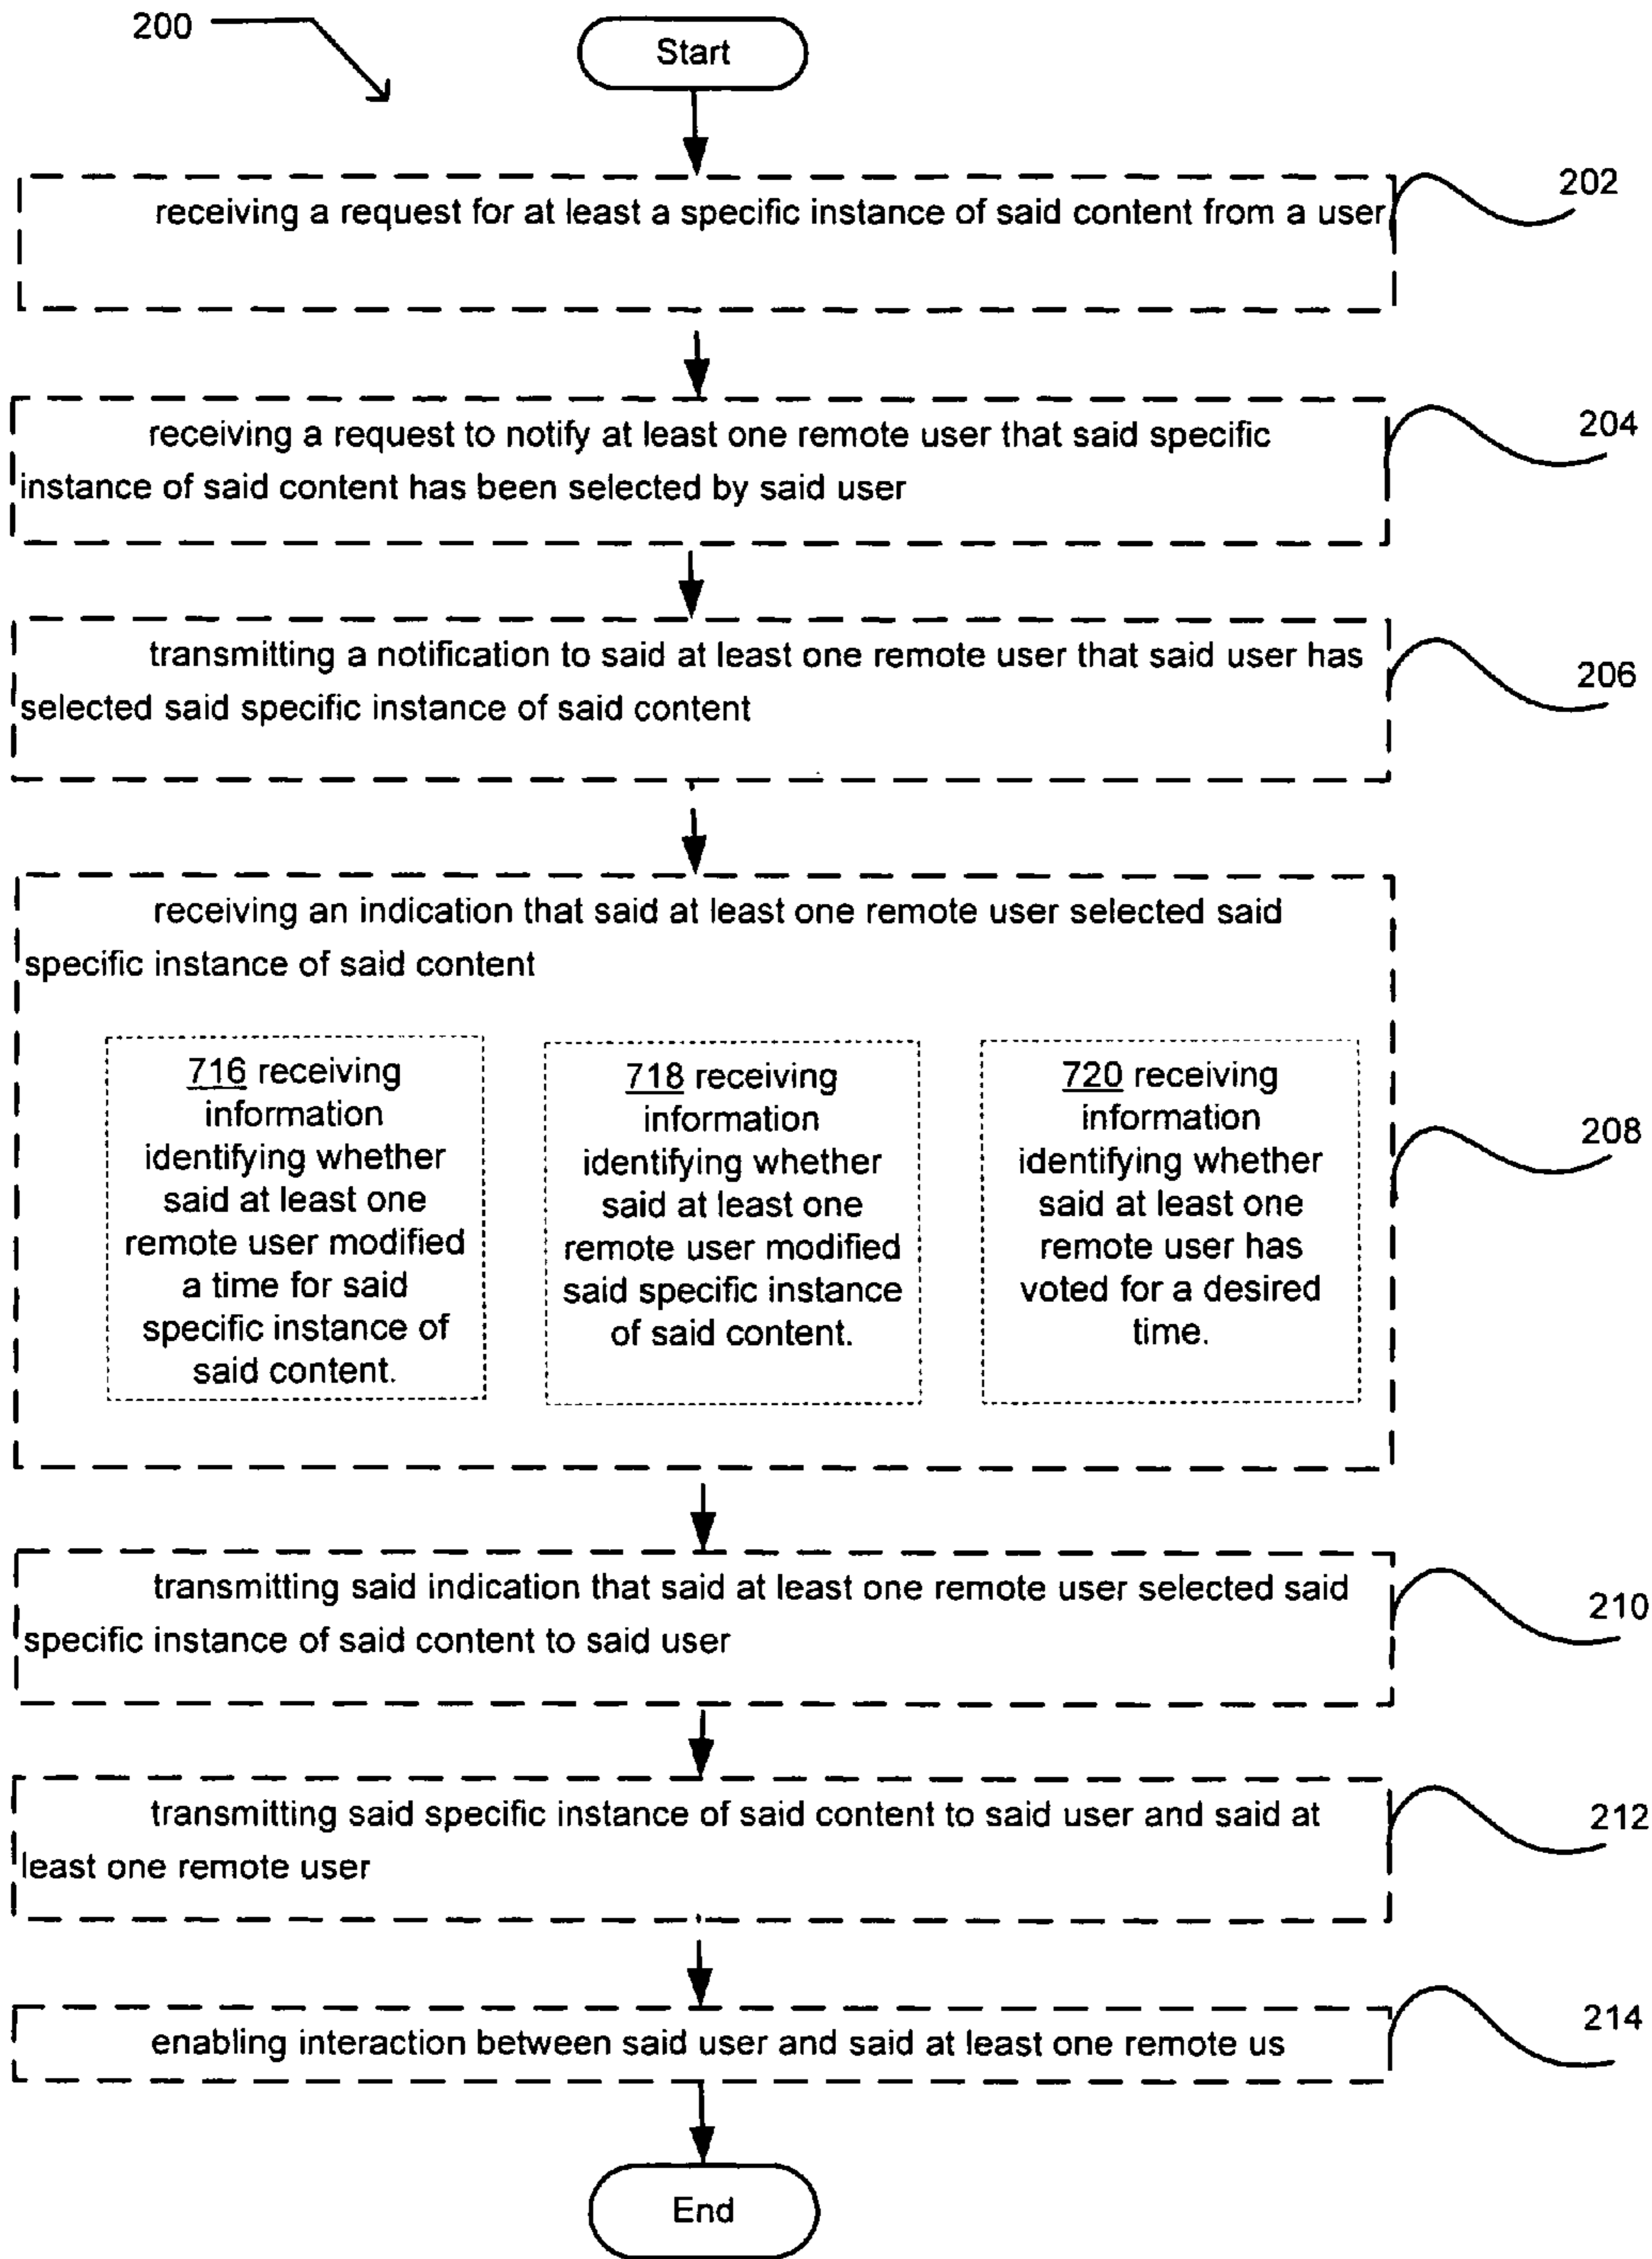 200
Start
receiving a request for at least a specific instance of said content from a user
202
receiving a request to notify at least one remote user that said specific
instance of said content has been selected by said user
204
transmitting a notification to said at least one remote user that said user has
selected said specific instance of said content
206
receiving an indication that said at least one remote user selected said
specific instance of said content
716 receiving
information
identifying whether
said at least one
remote user modified
a time for said
specific instance of
said content.
718 receiving
information
identifying whether
said at least one
remote user modified
said specific instance
of said content.
720 receiving
information
identifying whether
said at least one
remote user has
voted for a desired
time.
208
transmitting said indication that said at least one remote user selected said
specific instance of said content to said user
210
transmitting said specific instance of said content to said user and said at
least one remote user
212
enabling interaction between said user and said at least one remote us
214
End